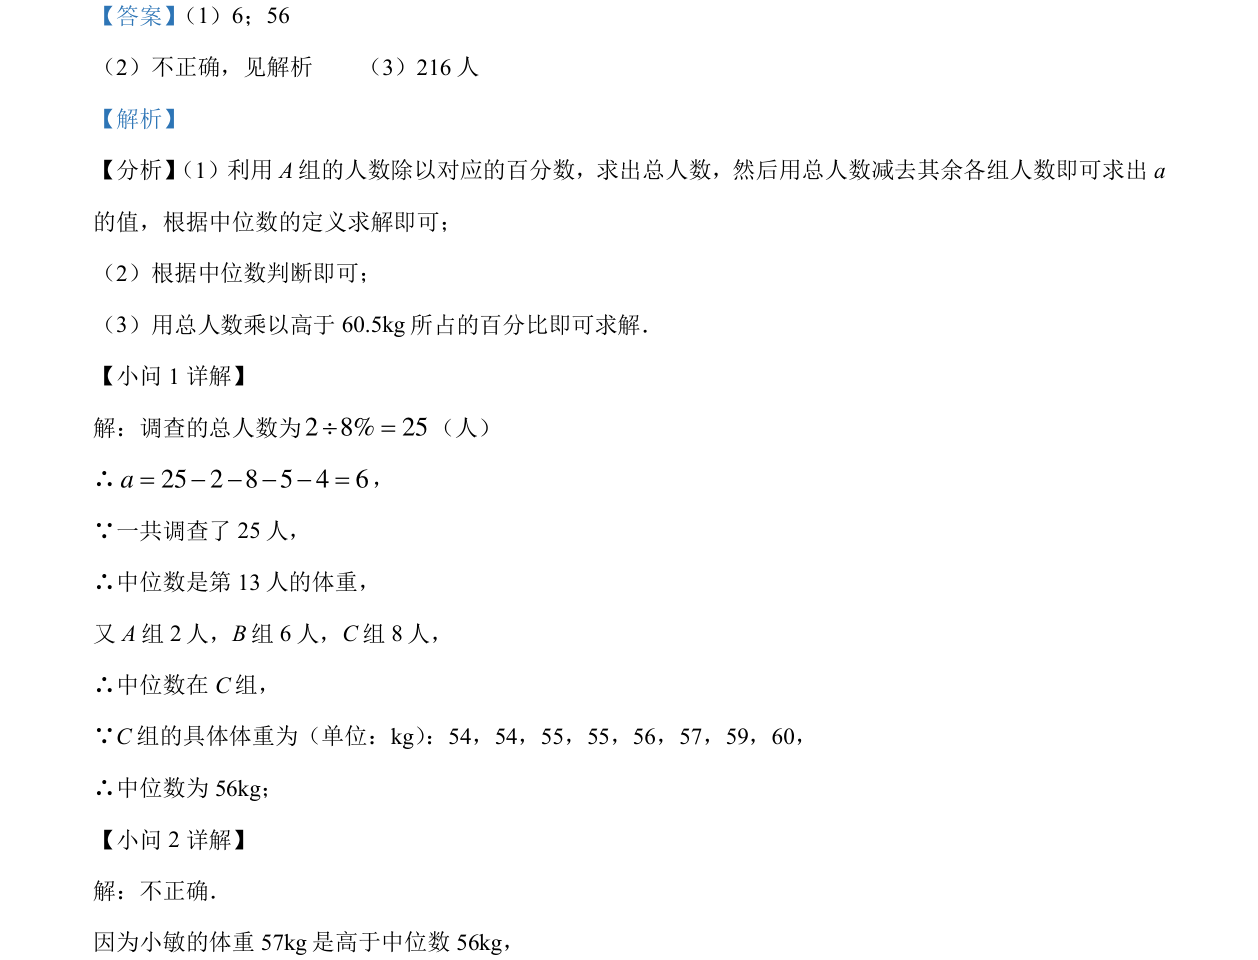 【答案】（1）6；56
（2）不正确，见解析 （3）216 人
【解析】
【分析】（1）利用 A 组的人数除以对应的百分数，求出总人数，然后用总人数减去其余各组人数即可求出 a
的值，根据中位数的定义求解即可；
（2）根据中位数判断即可；
（3）用总人数乘以高于 60.5kg 所占的百分比即可求解．
【小问 1 详解】
解：调查的总人数为 2÷8% = 25（人）
∴ a = 25－2－8－5－4 = 6，
∵一共调查了 25 人，
∴中位数是第 13 人的体重，
又 A 组 2 人，B 组 6 人，C 组 8 人，
∴中位数在 C 组，
∵C 组的具体体重为（单位：kg）：54，54，55，55，56，57，59，60，
∴中位数为 56kg；
【小问 2 详解】
解：不正确．
因为小敏的体重 57kg 是高于中位数 56kg，